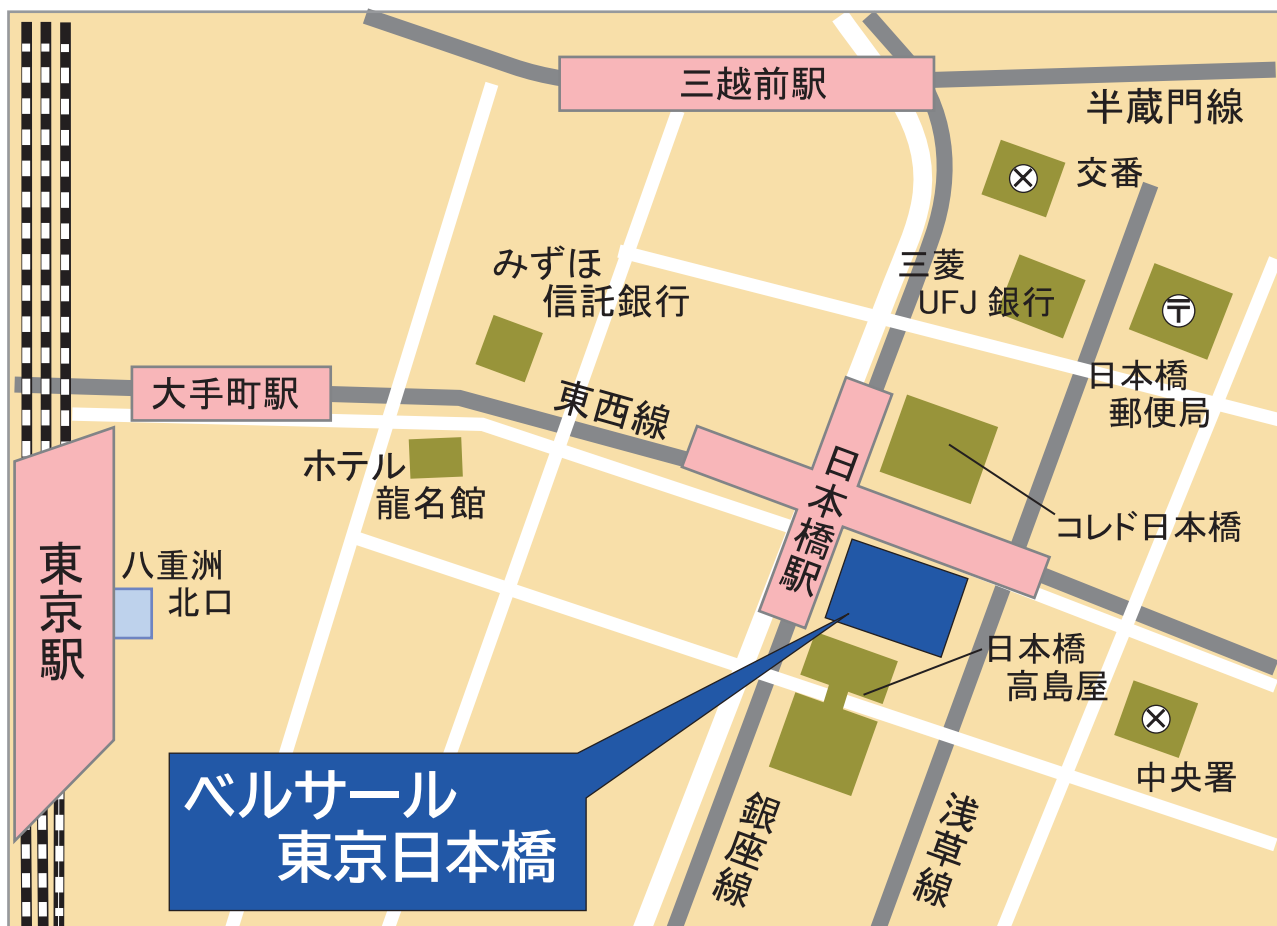 三越前駅
半蔵門線
交番
みずほ
信託銀行
三菱
UFJ 銀行
〒
日本橋
郵便局
大手町駅
東西線
日本橋駅
ホテル
龍名館
コレド日本橋
東京駅
八重洲
北口
日本橋
高島屋
中央署
ベルサール
東京日本橋
銀座線
浅草線